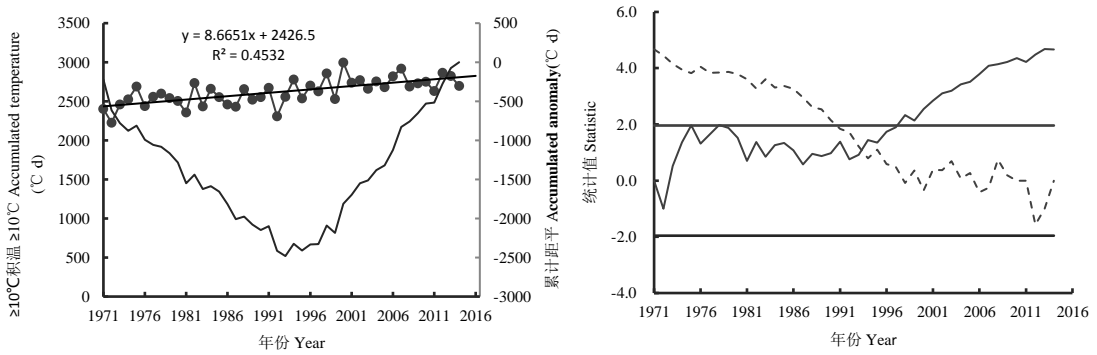 ≥10℃积温 ≥10℃ Accumulated temperature
(℃ d)
3500
3000
2500
2000
1500
1000
500
0
y = 8.6651x + 2426.5
R² = 0.4532
500
0
-500
-1000
-1500
-2000
-2500
-3000
累计距平 Accumulated anomaly(℃ d)
1971 1976 1981 1986 1991 1996 2001 2006 2011 2016
年份 Year
统计值 Statistic
6.0
4.0
2.0
0.0
-2.0
-4.0
1971 1976 1981 1986 1991 1996 2001 2006 2011 2016
年份 Year